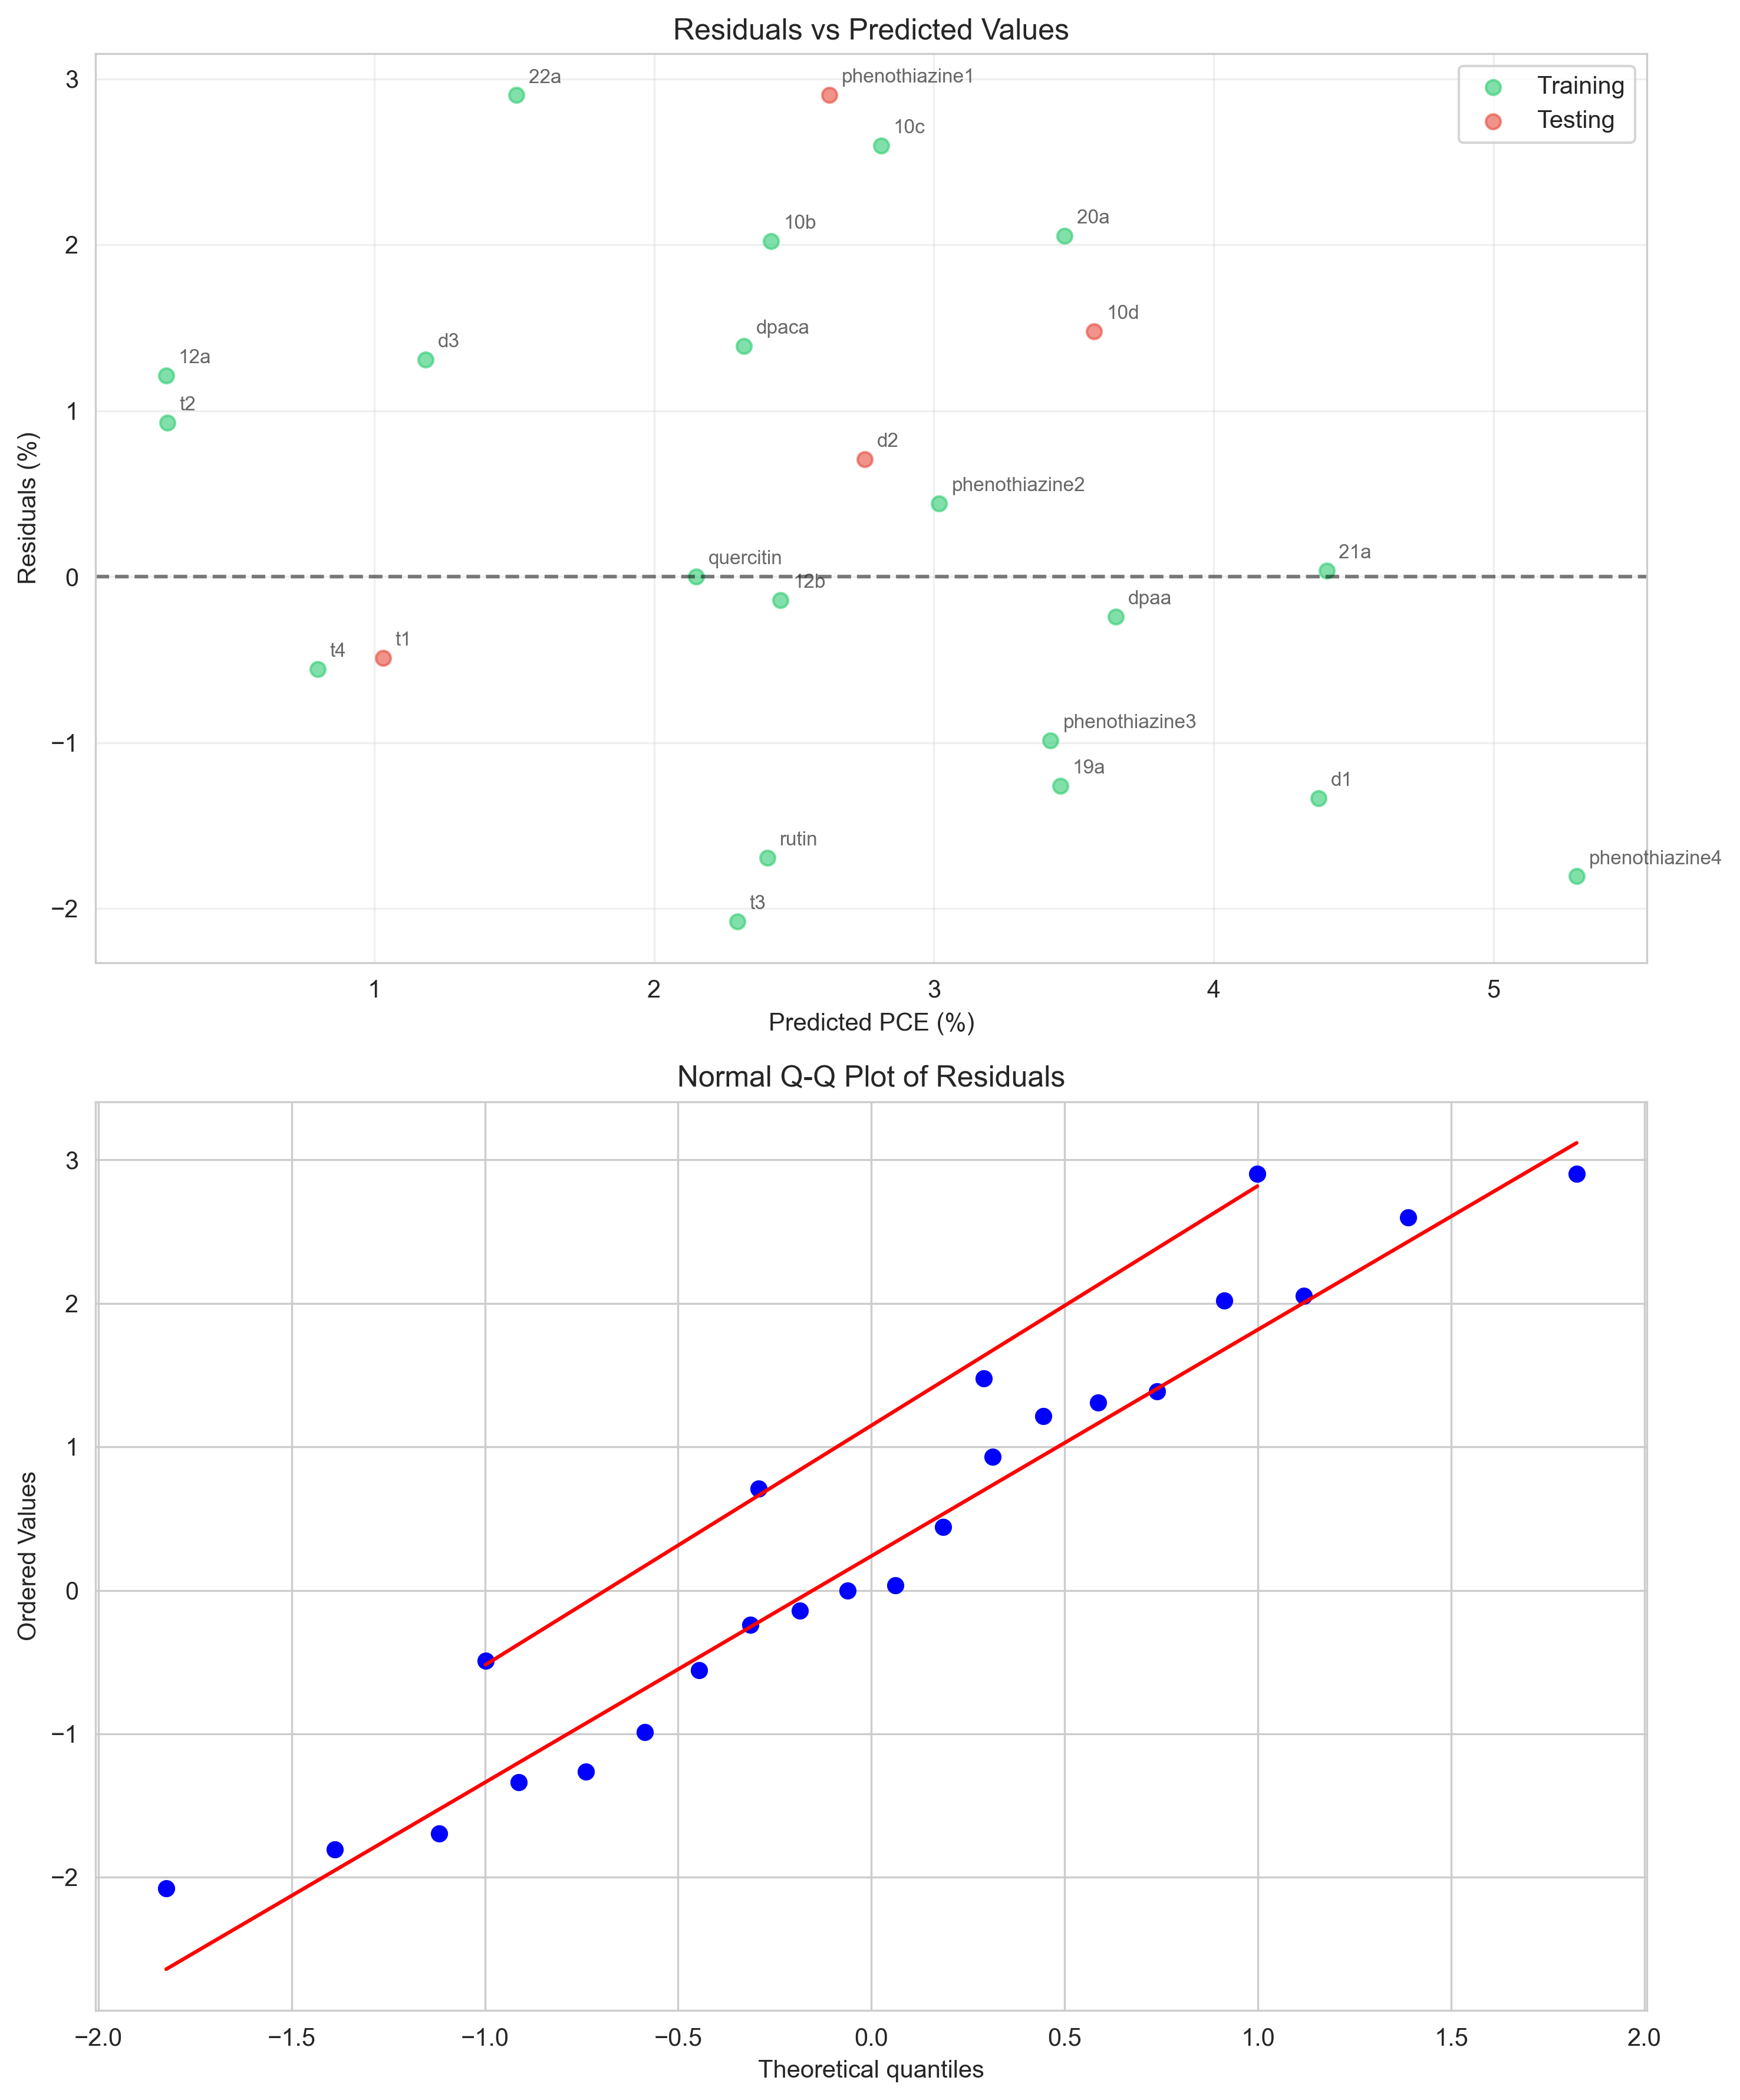 Residuals vs Predicted Values
3
22a
phenothiazine1
Training
Testing
10c
10b
20a
2
10d
dpaca
d3
12a
t2
1
d2
phenothiazine2
Residuals (%)
quercitin
21a
0
12b
dpaa
t4
t1
phenothiazine3
−1
19a
d1
rutin
phenothiazine4
t3
−2
1
2
3
4
5
Predicted PCE (%)
Normal Q-Q Plot of Residuals
3
2
1
Ordered Values
0
−1
−2
−2.0
−1.5
−1.0
−0.5
0.0
0.5
1.0
1.5
2.0
Theoretical quantiles